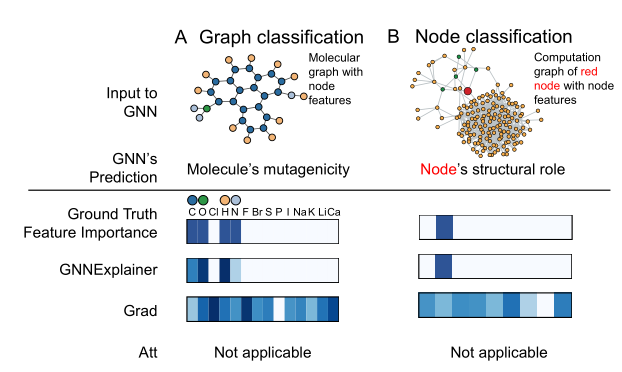 A Graph classification
B Node classification
Input to
GNN
Molecular
graph with
node
features
Computation
graph of red
node with node
features
GNN's
Prediction
Molecule's mutagenicity
Node's structural role
Ground Truth
Feature Importance
C O Cl H N F Br S P I Na K Li Ca
GNNExplainer
Grad
Att
Not applicable
Not applicable